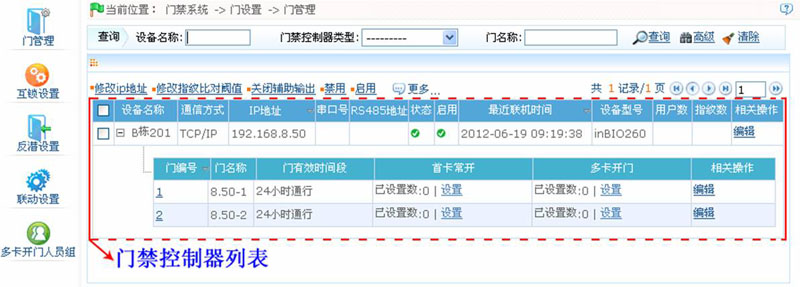 当前位置： 门禁系统 -> 门设置 -> 门管理
查询 设备名称: 门禁控制器类型: --------- 门名称: 查询 高级 清除
门管理
互锁设置
反潜设置
联动设置
多卡开门人员组
修改ip地址 修改指纹比对阈值 关闭辅助输出 禁用 启用 更多... 共 1 记录/1 页 1
设备名称 通信方式 IP地址 串口号 RS485地址 状态 启用 最近联机时间 设备型号 用户数 指纹数 相关操作
B栋201 TCP/IP 192.168.8.50 2012-06-19 09:19:38 inBIO260 编辑
门编号 门名称 门有效时间段 首卡常开 多卡开门 相关操作
1 8.50-1 24小时通行 已设置数:0 | 设置 已设置数:0 | 设置 编辑
2 8.50-2 24小时通行 已设置数:0 | 设置 已设置数:0 | 设置 编辑
门禁控制器列表